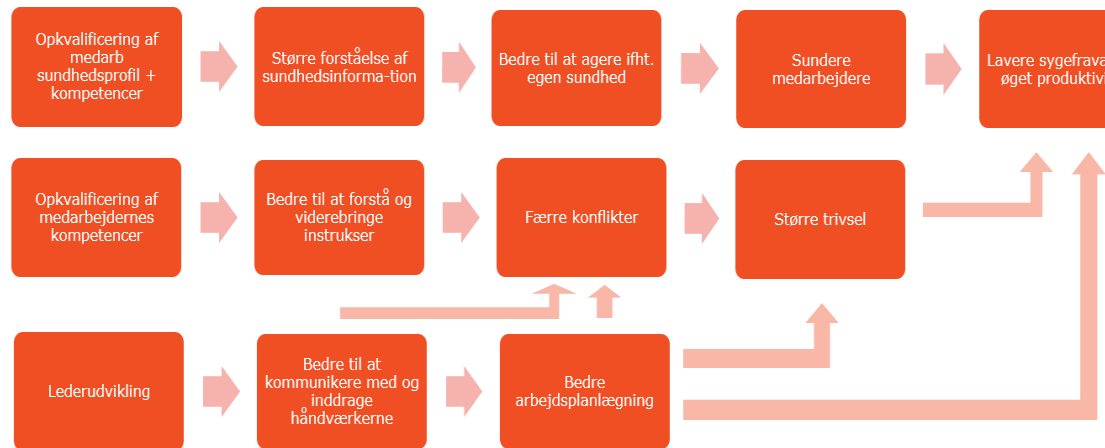 Opkvalificering af
medarb
sundhedsprofil +
kompetencer
Større forståelse af
sundhedsinforma-tion
Bedre til at agere ifht.
egen sundhed
Sundere
medarbejdere
Lavere
øget
Opkvalificering af
medarbejdernes
kompetencer
Bedre til at forstå og
viderebringe
instrukser
Færre konflikter
Større trivsel
Lederudvikling
Bedre til at
kommunikere med og
inddrage
håndværkerne
Bedre
arbejdsplanlægning